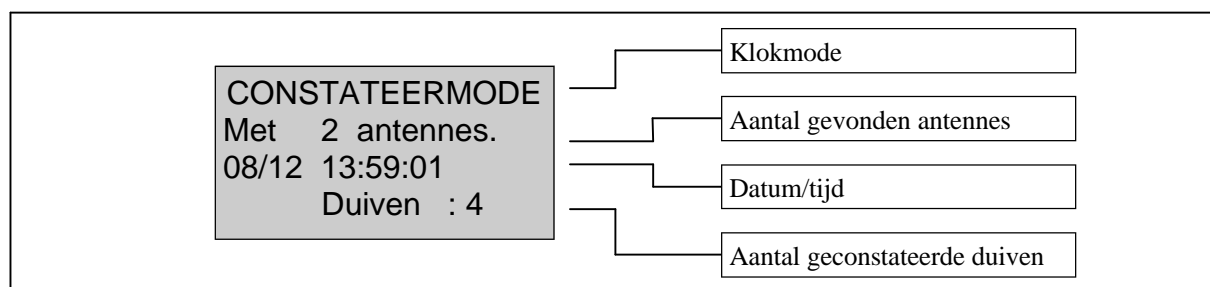 CONSTATEERMODE
Met 2 antennes.
08/12 13:59:01
Duiven : 4
Klokmode
Aantal gevonden antennes
Datum/tijd
Aantal geconstateerde duiven